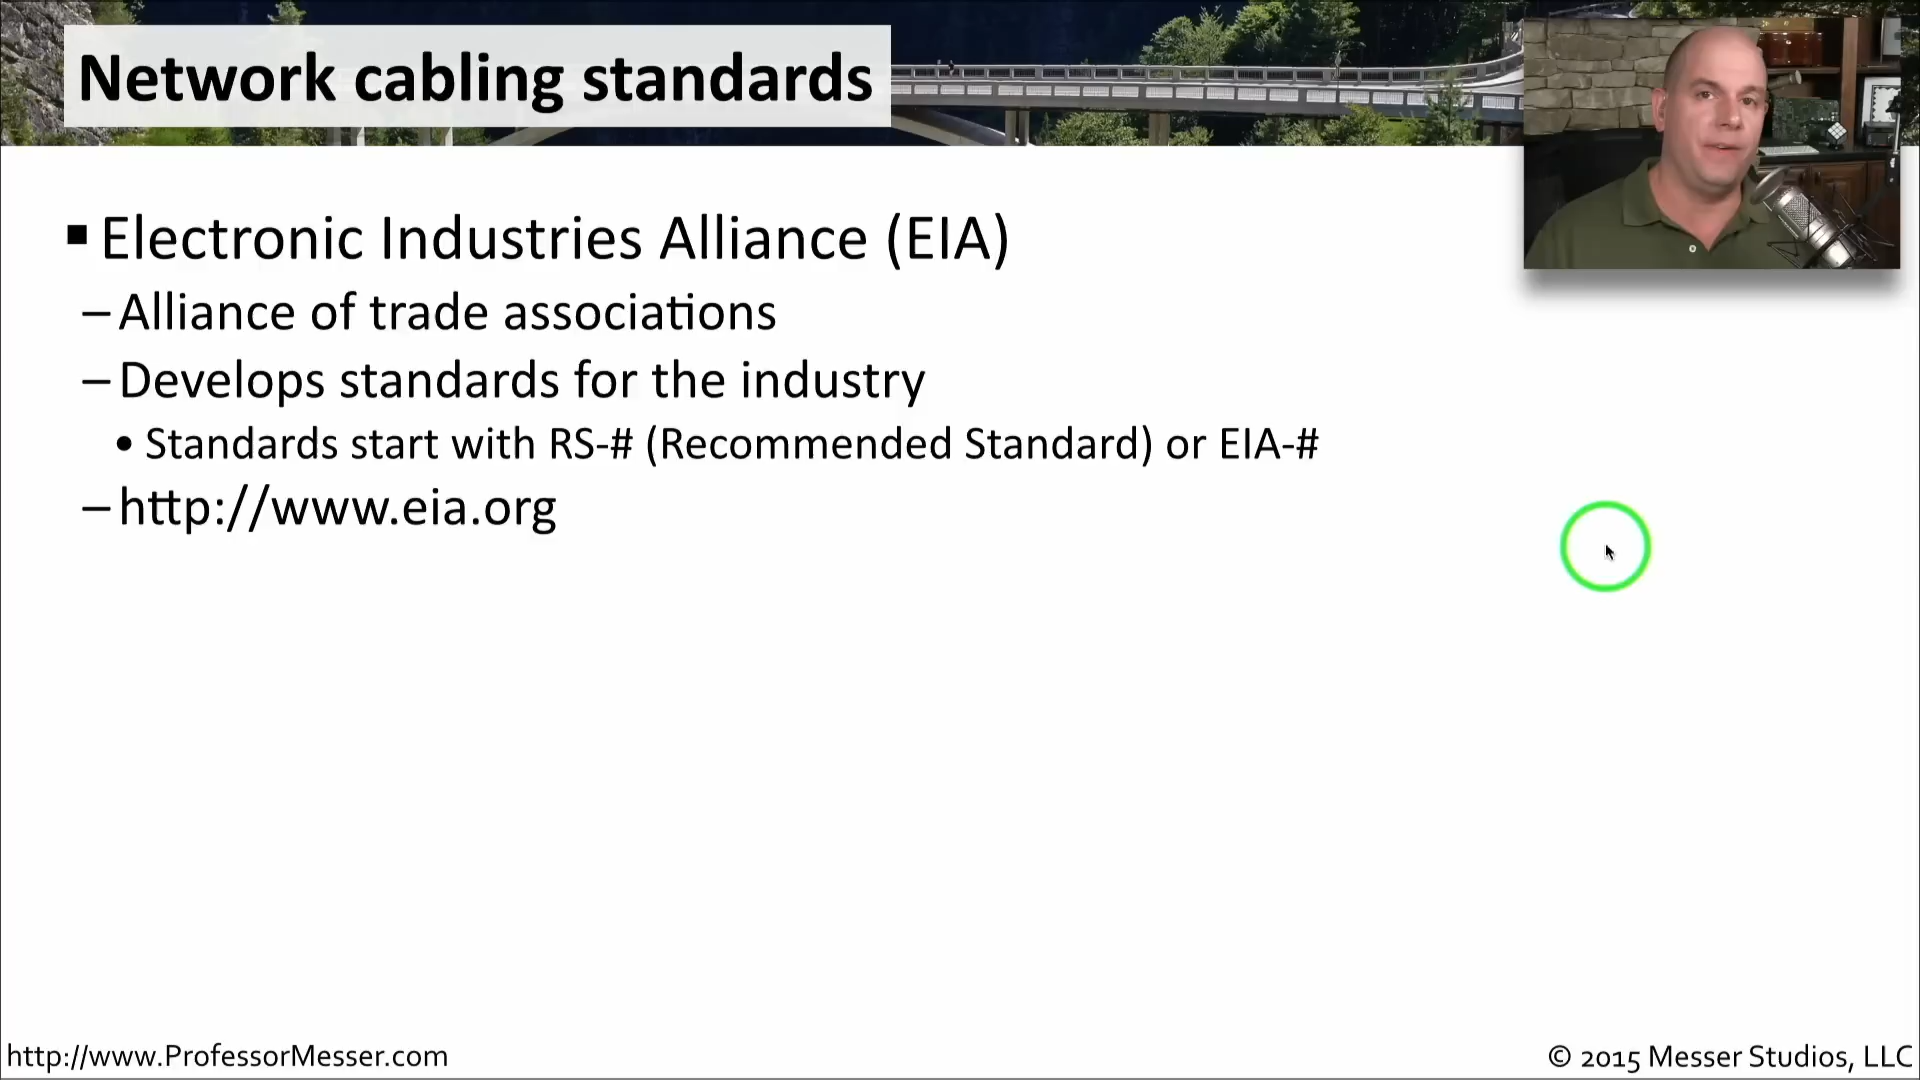 Network cabling standards
▪ Electronic Industries Alliance (EIA)
– Alliance of trade associations
– Develops standards for the industry
• Standards start with RS-# (Recommended Standard) or EIA-#
– http://www.eia.org
http://www.ProfessorMesser.com
© 2015 Messer Studios, LLC